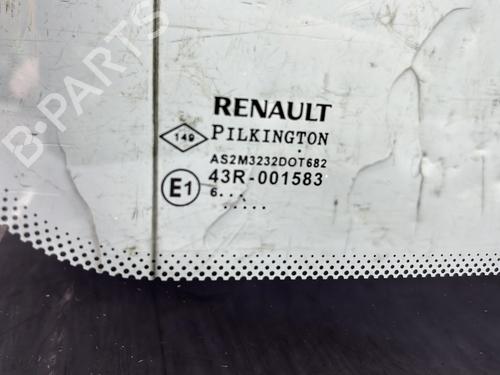 B-PARTS
RENAULT
149 PILKINGTON
AS2M3232DOT682
E1 43R-001583
6....
.....